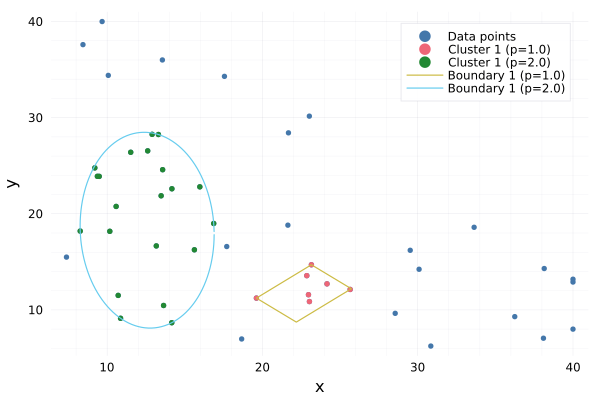 40
30
20
10
y
10
20
30
40
x
Data points
Cluster 1 (p=1.0)
Cluster 1 (p=2.0)
Boundary 1 (p=1.0)
Boundary 1 (p=2.0)